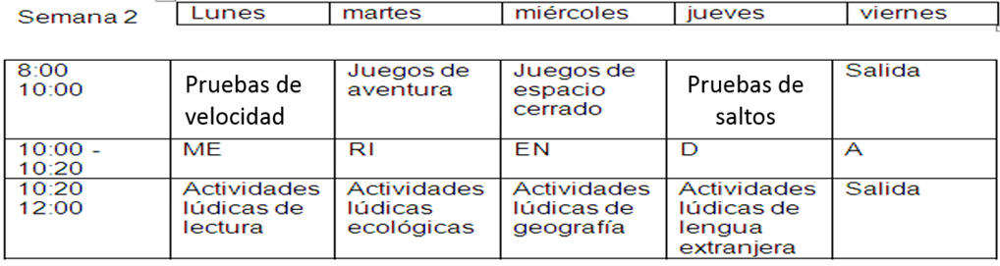 Semana 2 Lunes martes miércoles jueves viernes
8:00 Pruebas de Juegos de Juegos de Pruebas de Salida
10:00 velocidad aventura espacio saltos
cerrado
10:00 - ME RI EN D A
10:20
10:20 Actividades Actividades Actividades Actividades Salida
12:00 lúdicas de lúdicas lúdicas de lúdicas de
lectura ecológicas geografía lengua
extranjera